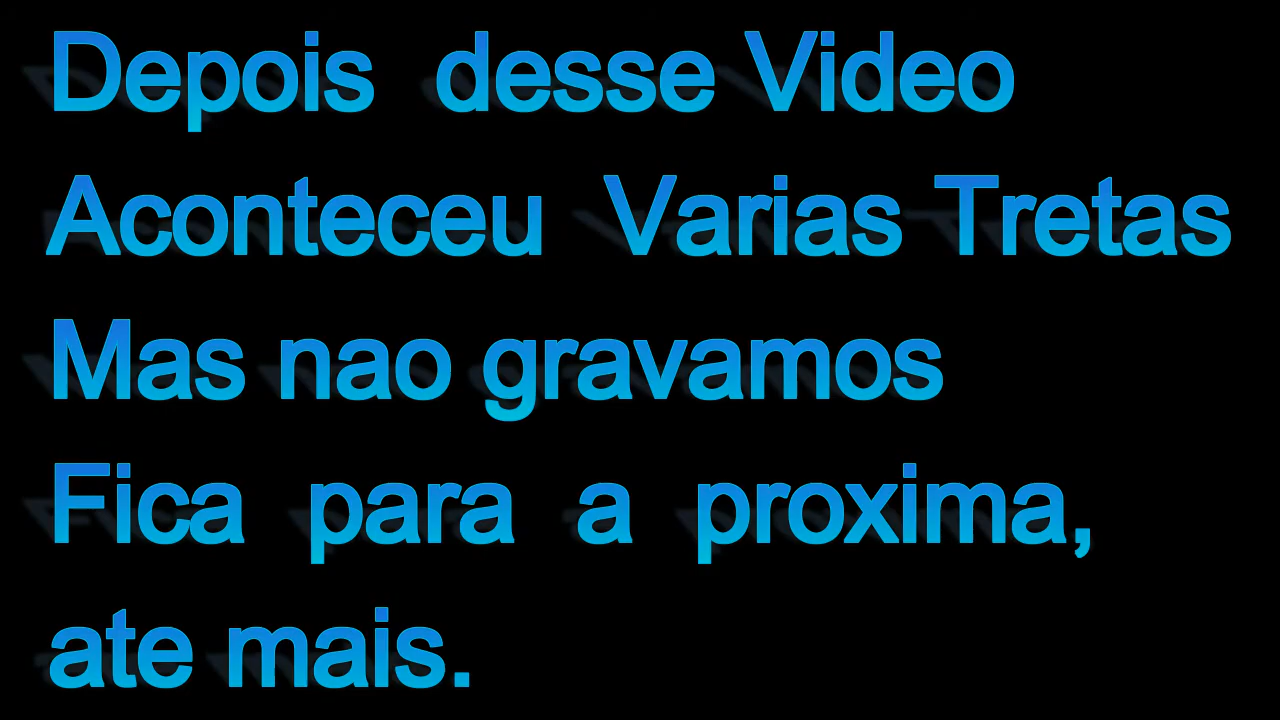 Depois desse Video
Aconteceu Varias Tretas
Mas nao gravamos
Fica para a proxima,
ate mais.